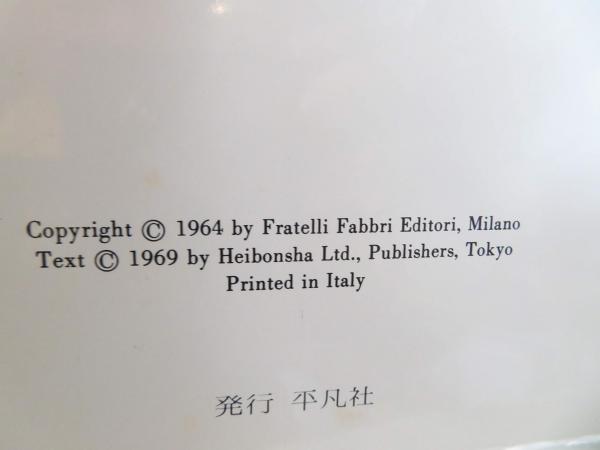 Copyright © 1964 by Fratelli Fabbri Editori, Milano
Text © 1969 by Heibonsha Ltd., Publishers, Tokyo
Printed in Italy
発行 平凡社